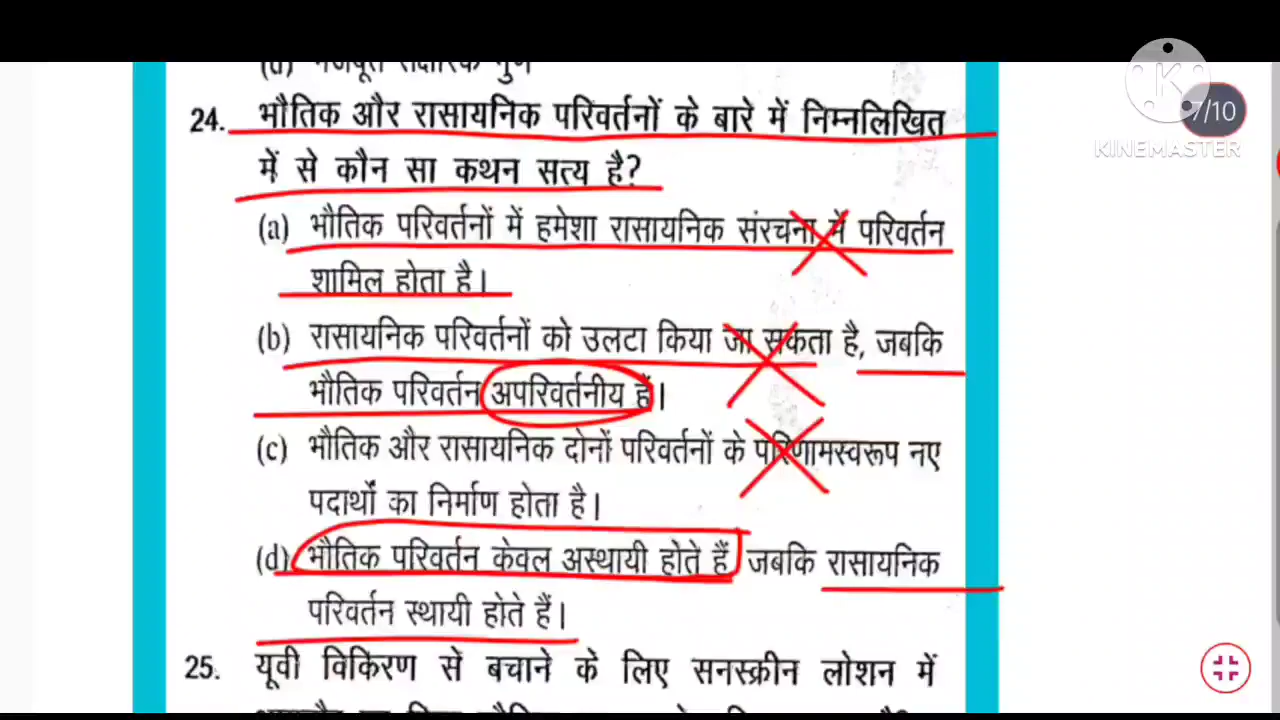 24. भौतिक और रासायनिक परिवर्तनों के बारे में निम्नलिखित
में से कौन सा कथन सत्य है?
(a) भौतिक परिवर्तनों में हमेशा रासायनिक संरचना में परिवर्तन
शामिल होता है।
(b) रासायनिक परिवर्तनों को उलटा किया जा सकता है, जबकि
भौतिक परिवर्तन अपरिवर्तनीय हैं।
(c) भौतिक और रासायनिक दोनों परिवर्तनों के परिणामस्वरूप नए
पदार्थों का निर्माण होता है।
(d) भौतिक परिवर्तन केवल अस्थायी होते हैं जबकि रासायनिक
परिवर्तन स्थायी होते हैं।
25. यूवी विकिरण से बचाने के लिए सनस्क्रीन लोशन में
K
7/10
KINEMASTER